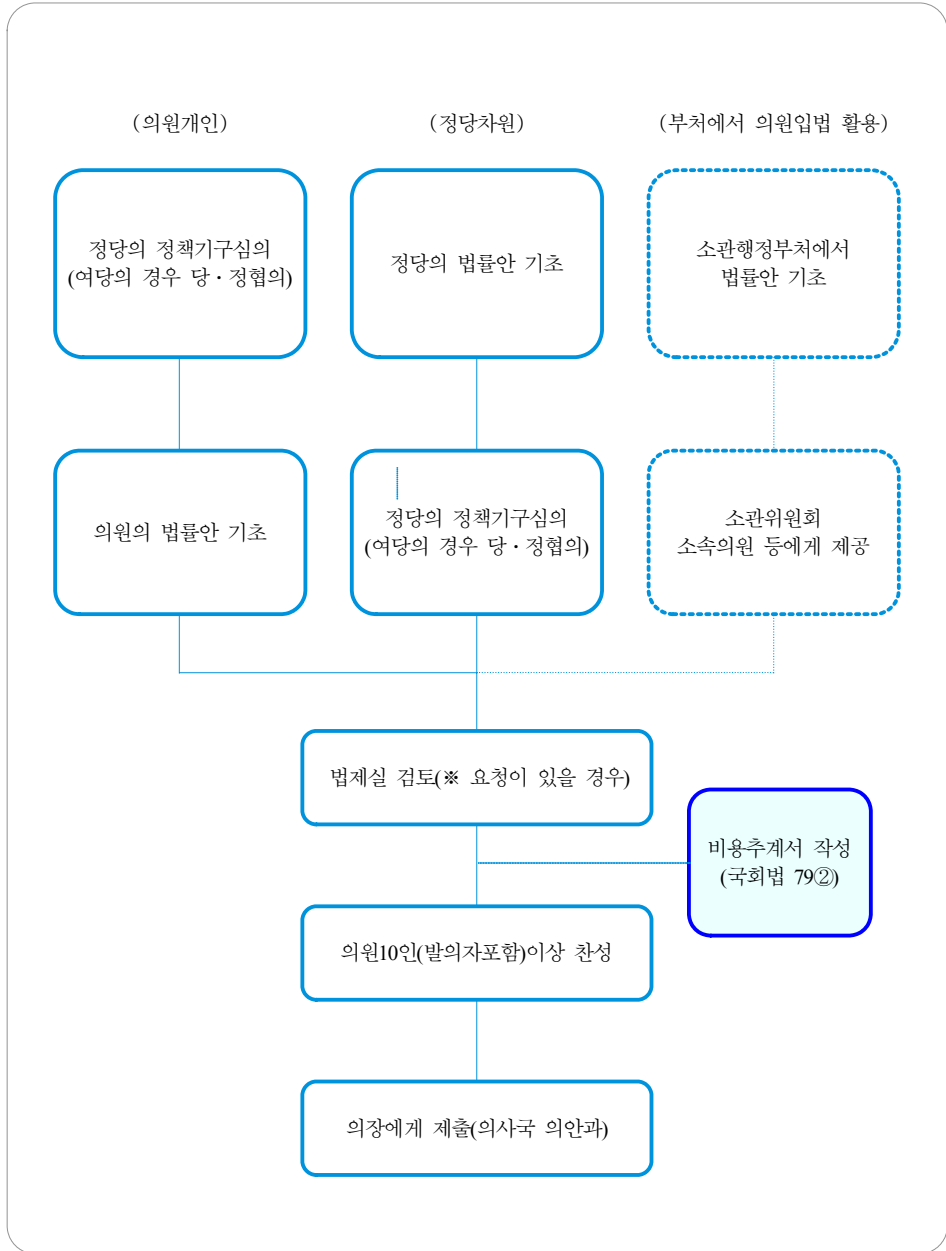 (의원개인)
(정당차원)
(부처에서 의원입법 활용)
정당의 정책기구심의
(여당의 경우 당·정협의)
정당의 법률안 기초
소관행정부처에서
법률안 기초
의원의 법률안 기초
정당의 정책기구심의
(여당의 경우 당·정협의)
소관위원회
소속의원 등에게 제공
법제실 검토(※ 요청이 있을 경우)
비용추계서 작성
(국회법 79②)
의원10인(발의자포함)이상 찬성
의장에게 제출(의사국 의안과)